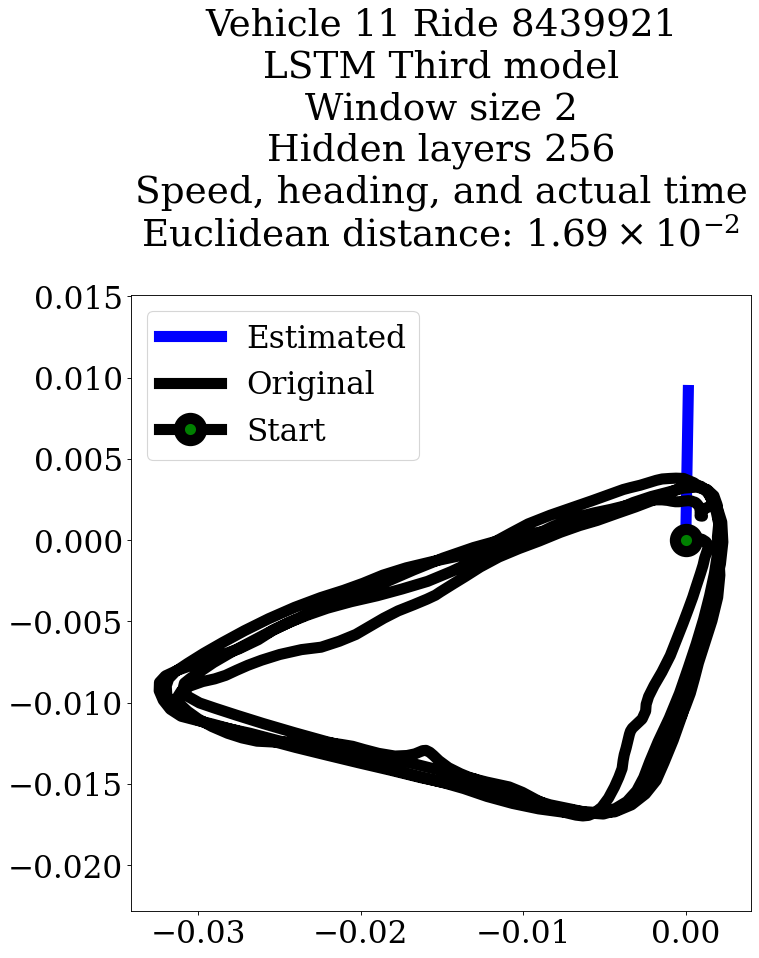 Vehicle 11 Ride 8439921
LSTM Third model
Window size 2
Hidden layers 256
Speed, heading, and actual time
Euclidean distance: 1.69 × 10⁻²
0.015
0.010
0.005
0.000
−0.005
−0.010
−0.015
−0.020
Estimated
Original
Start
−0.03 −0.02 −0.01 0.00